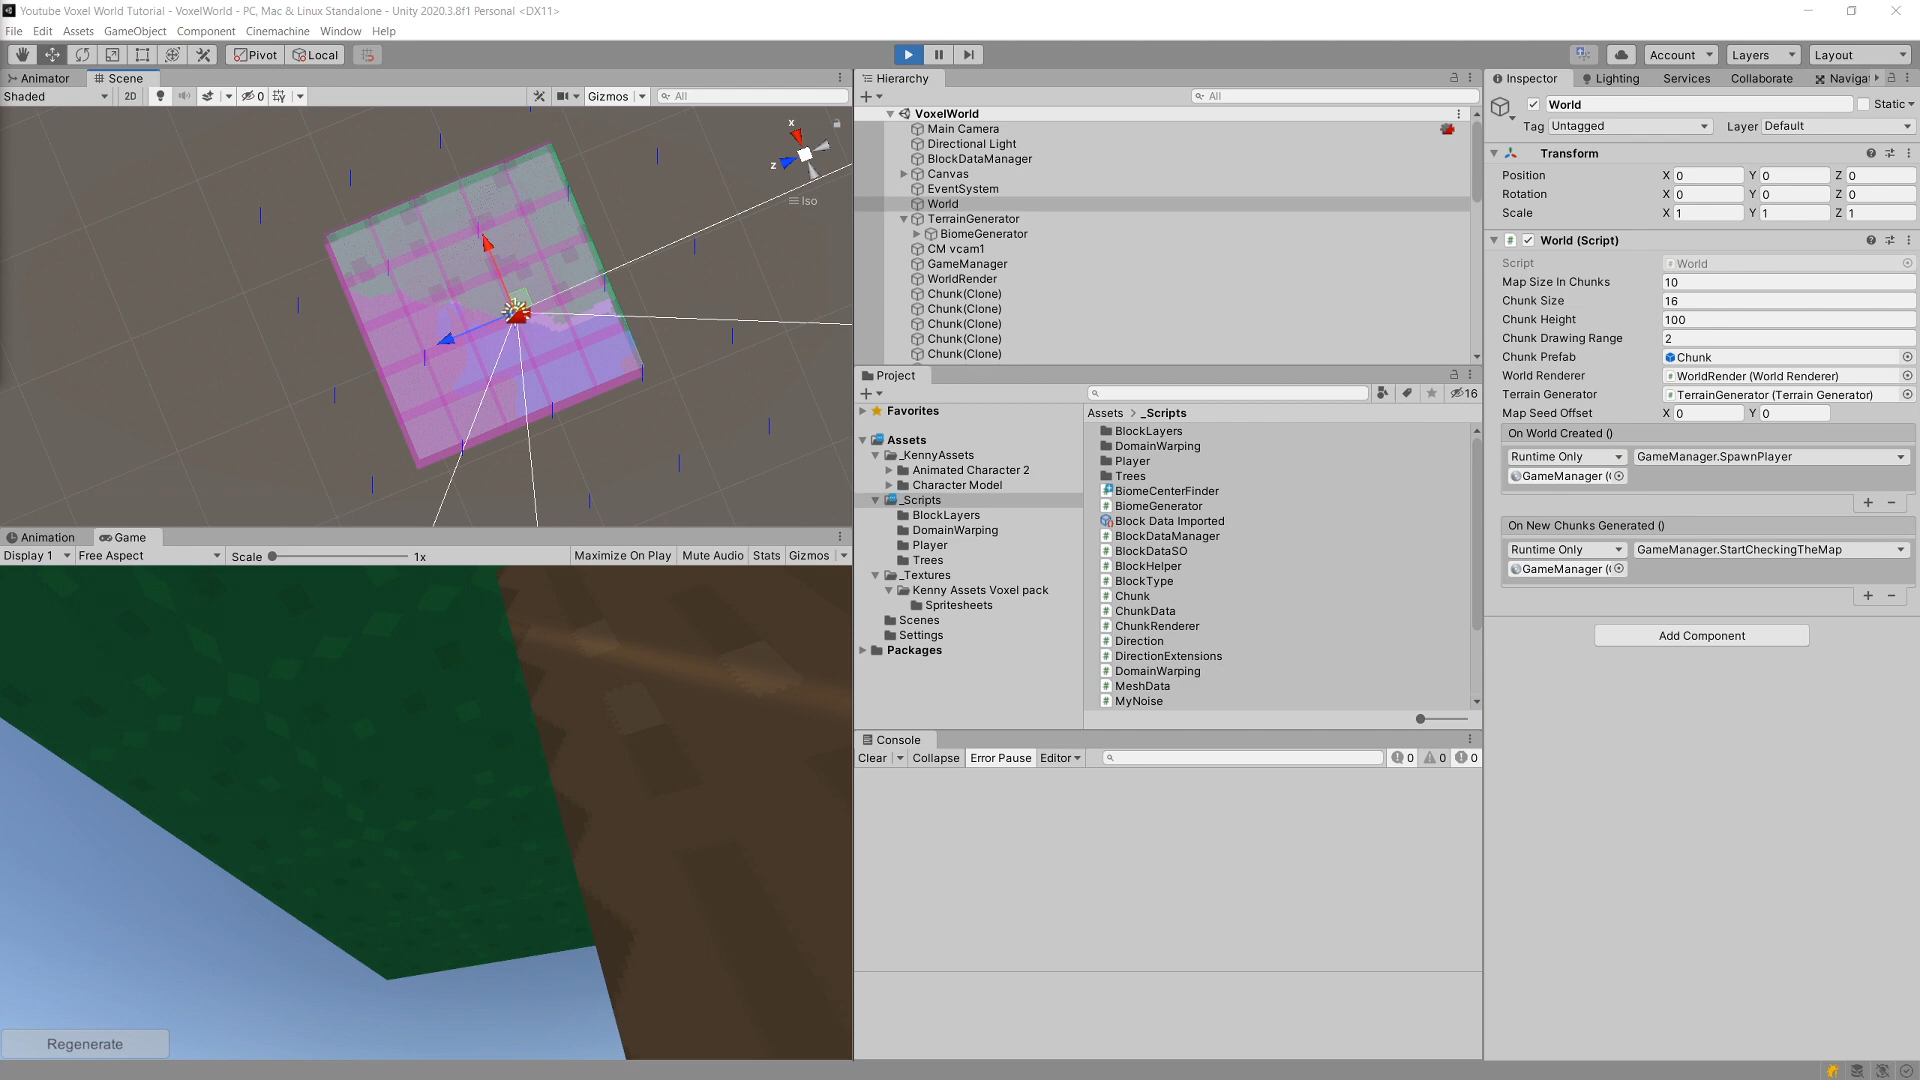 Youtube Voxel World Tutorial - VoxelWorld - PC, Mac & Linux Standalone - Unity 2020.3.8f1 Personal <DX11>
File Edit Assets GameObject Component Cinemachine Window Help
Pivot Local
Account Layers Layout
Animator Scene
Shaded 2D 0 Gizmos All
x
z
Iso
Animation Game
Display 1 Free Aspect Scale 1x Maximize On Play Mute Audio Stats Gizmos
Regenerate
Hierarchy
All
VoxelWorld
Main Camera
Directional Light
BlockDataManager
Canvas
EventSystem
World
TerrainGenerator
BiomeGenerator
CM vcam1
GameManager
WorldRender
Chunk(Clone)
Chunk(Clone)
Chunk(Clone)
Chunk(Clone)
Chunk(Clone)
Project
16
Favorites
Assets
_KennyAssets
Animated Character 2
Character Model
_Scripts
BlockLayers
DomainWarping
Player
Trees
_Textures
Kenny Assets Voxel pack
Spritesheets
Scenes
Settings
Packages
Assets > _Scripts
BlockLayers
DomainWarping
Player
Trees
BiomeCenterFinder
BiomeGenerator
Block Data Imported
BlockDataManager
BlockDataSO
BlockHelper
BlockType
Chunk
ChunkData
ChunkRenderer
Direction
DirectionExtensions
DomainWarping
MeshData
MyNoise
Console
Clear Collapse Error Pause Editor 0 0 0
Inspector Lighting Services Collaborate Navigat
World Static
Tag Untagged Layer Default
Transform
Position X 0 Y 0 Z 0
Rotation X 0 Y 0 Z 0
Scale X 1 Y 1 Z 1
World (Script)
Script World
Map Size In Chunks 10
Chunk Size 16
Chunk Height 100
Chunk Drawing Range 2
Chunk Prefab Chunk
World Renderer WorldRender (World Renderer)
Terrain Generator TerrainGenerator (Terrain Generator)
Map Seed Offset X 0 Y 0
On World Created ()
Runtime Only GameManager.SpawnPlayer
GameManager (
+ −
On New Chunks Generated ()
Runtime Only GameManager.StartCheckingTheMap
GameManager (
+ −
Add Component